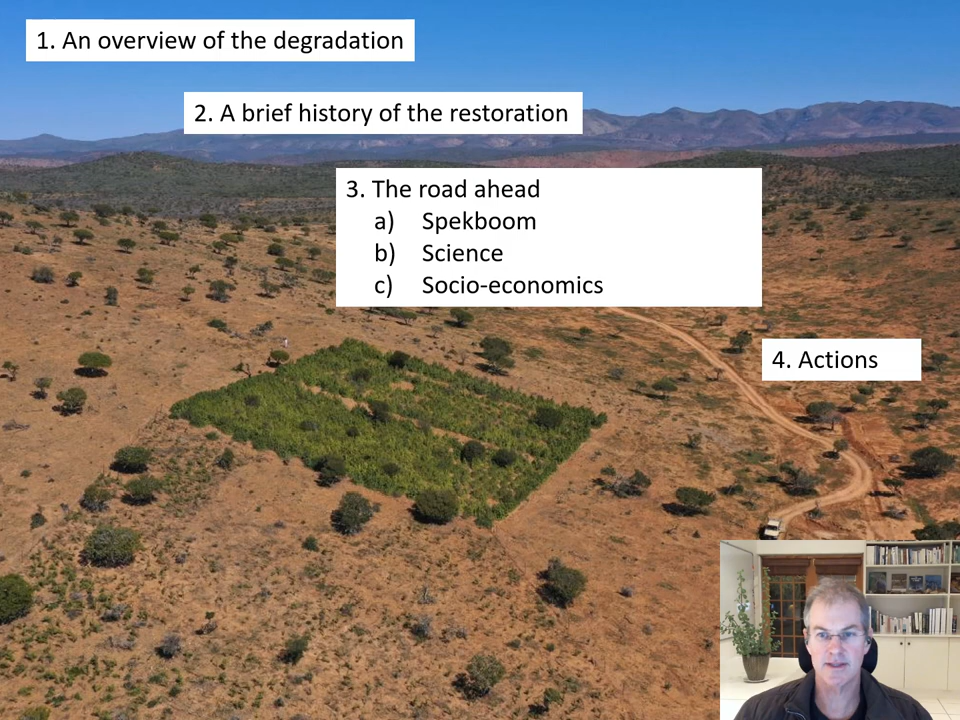 1. An overview of the degradation
2. A brief history of the restoration
3. The road ahead
a) Spekboom
b) Science
c) Socio-economics
4. Actions